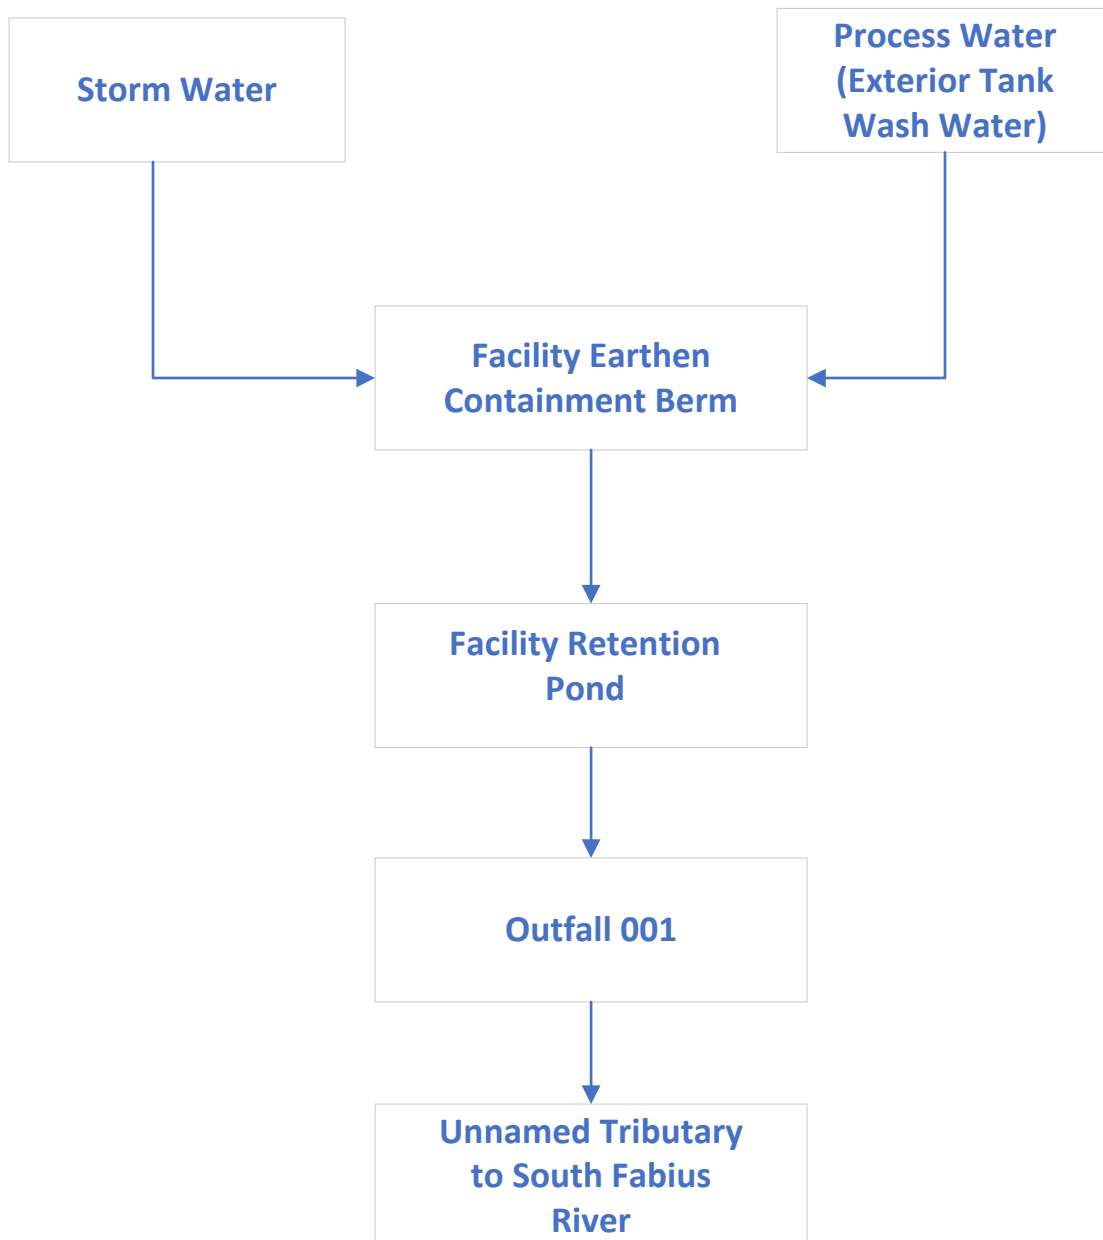 Storm Water
Process Water
(Exterior Tank
Wash Water)
Facility Earthen
Containment Berm
Facility Retention
Pond
Outfall 001
Unnamed Tributary
to South Fabius
River